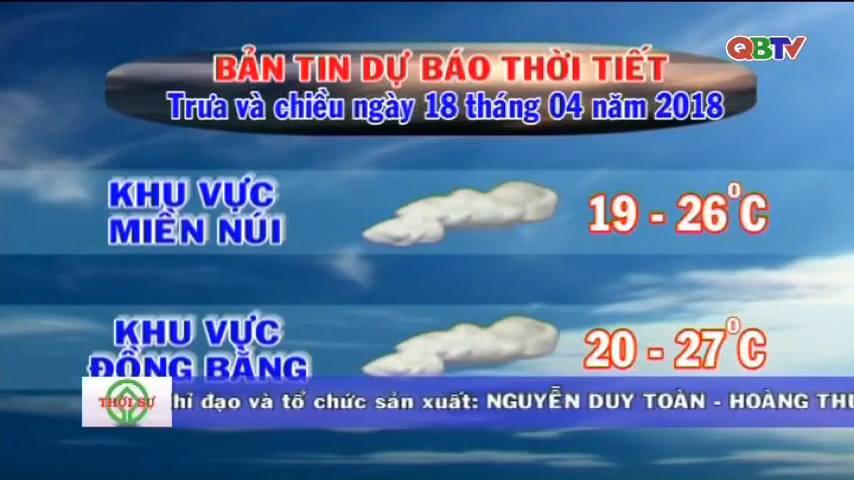 QBTV
BẢN TIN DỰ BÁO THỜI TIẾT
Trưa và chiều ngày 18 tháng 04 năm 2018
KHU VỰC
MIỀN NÚI
19 - 26°C
KHU VỰC
ĐỒNG BẰNG
20 - 27°C
THỜI SỰ
hỉ đạo và tổ chức sản xuất: NGUYỄN DUY TOÀN - HOÀNG THU